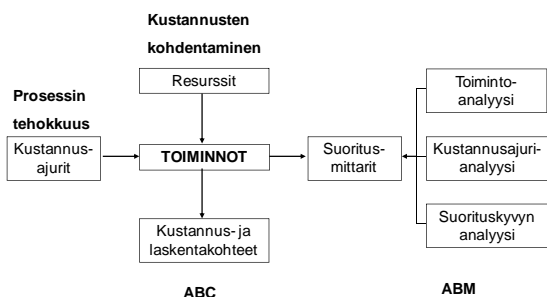 Kustannusten
kohdentaminen
Resurssit
Prosessin
tehokkuus
Kustannus-
ajurit
TOIMINNOT
Suoritus-
mittarit
Toiminto-
analyysi
Kustannusajuri-
analyysi
Suorituskyvyn
analyysi
Kustannus- ja
laskentakohteet
ABC
ABM